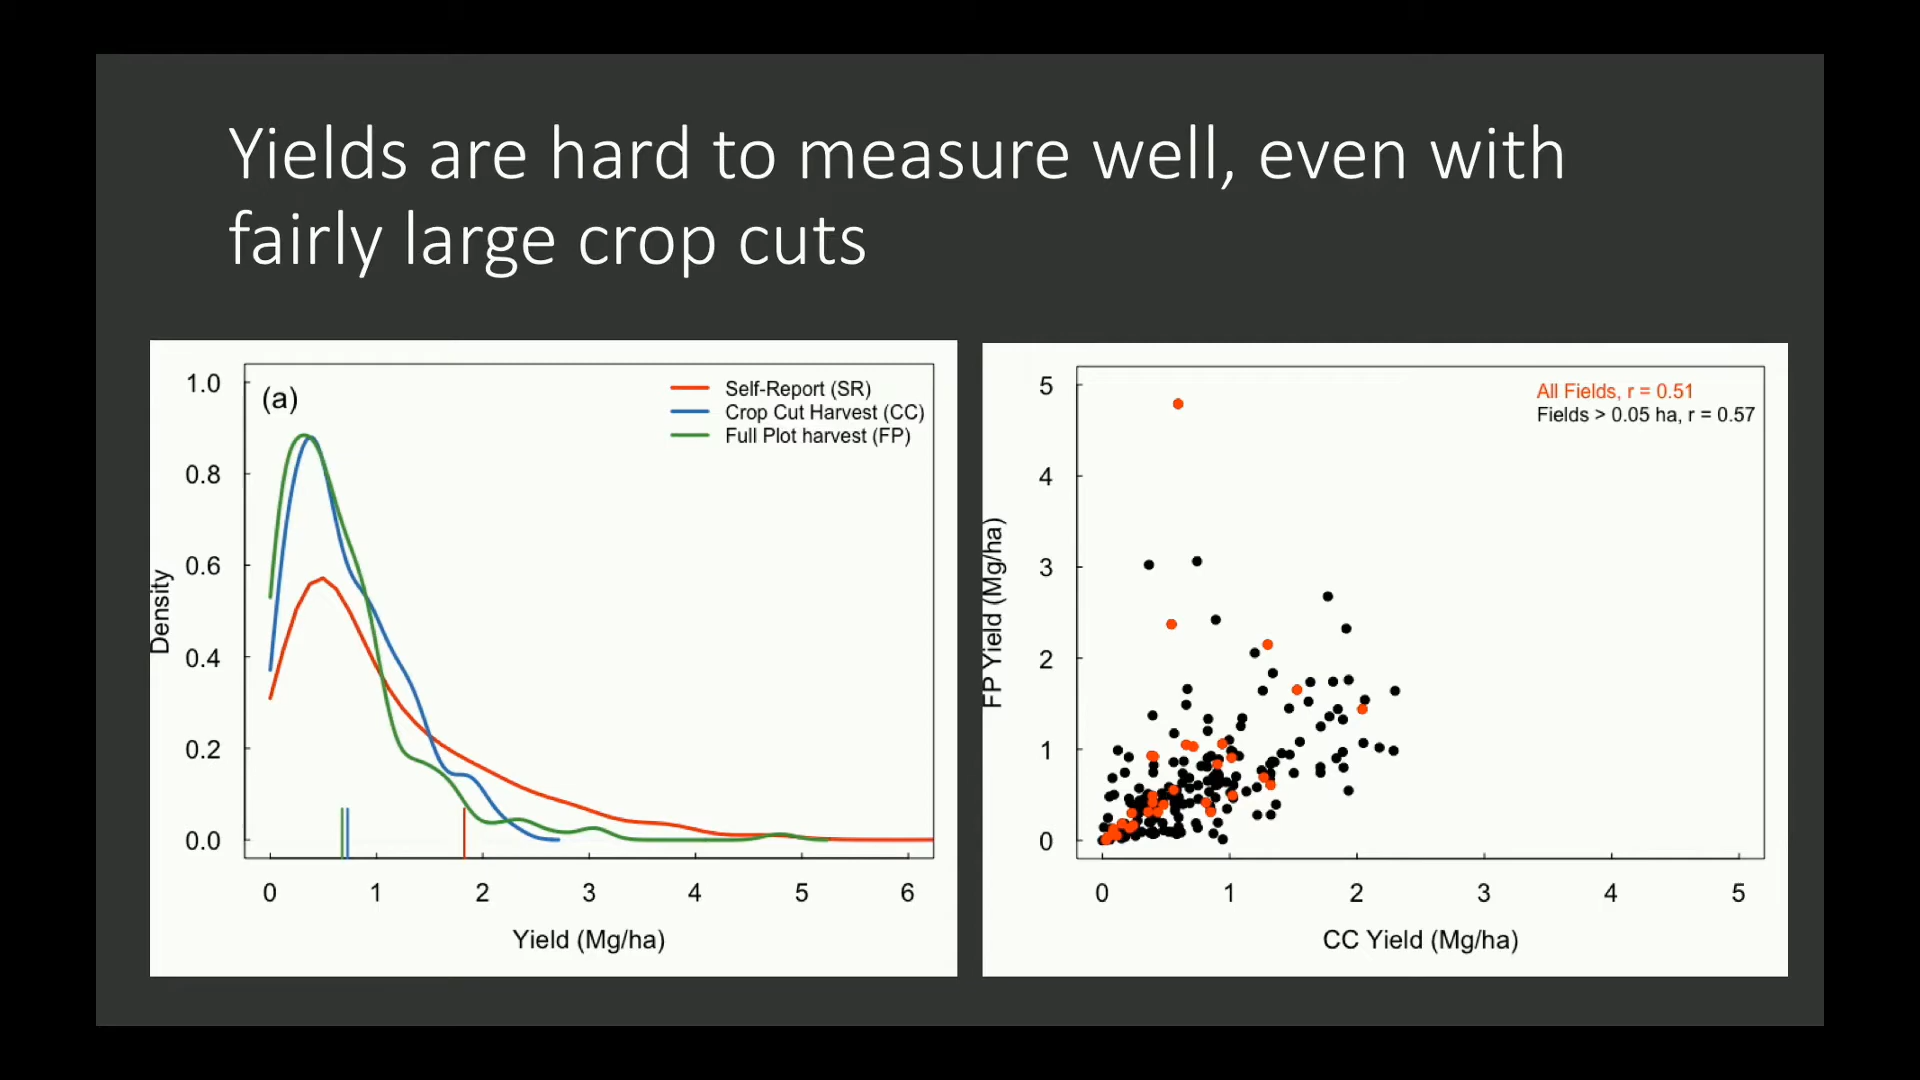 Yields are hard to measure well, even with
fairly large crop cuts
(a)
Self-Report (SR)
Crop Cut Harvest (CC)
Full Plot harvest (FP)
1.0
0.8
0.6
0.4
0.2
0.0
Density
0 1 2 3 4 5 6
Yield (Mg/ha)
All Fields, r = 0.51
Fields > 0.05 ha, r = 0.57
5
4
3
2
1
0
FP Yield (Mg/ha)
0 1 2 3 4 5
CC Yield (Mg/ha)